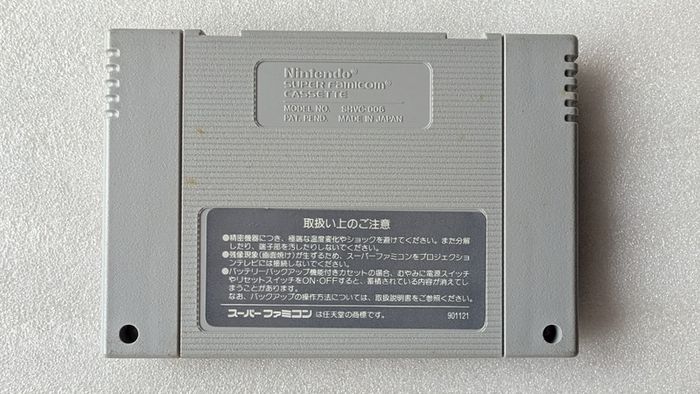 Nintendo®
SUPER FAMICOM®
CASSETTE
MODEL NO. SHVC-006
PAT. PEND. MADE IN JAPAN
取扱い上のご注意
●精密機器につき、極端な温度変化やショックを避けてください。また分解
したり、端子部を汚したりしないでください。
●残像現象(画面焼け)が生ずるため、スーパーファミコンをプロジェクショ
ンテレビには接続しないでください。
●バッテリーバックアップ機能付きカセットの場合、むやみに電源スイッチ
やリセットスイッチをON・OFFすると、蓄積されている内容が消えてし
まうことがあります。
なお、バックアップの操作方法については、取扱説明書をご参照ください。
スーパーファミコン は任天堂の商標です。 901121